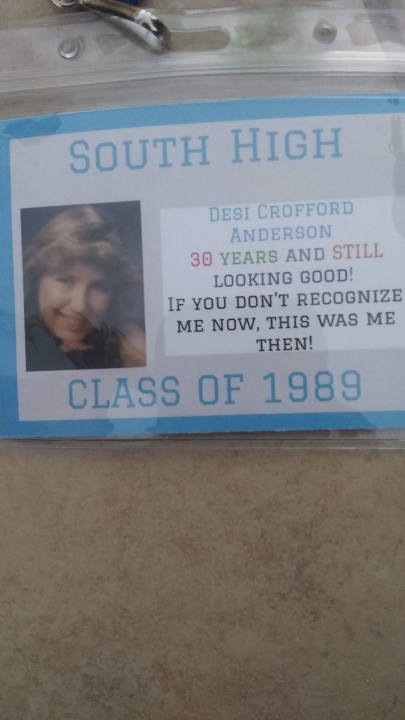 SOUTH HIGH
DESI CROFFORD
ANDERSON
30 YEARS AND STILL
LOOKING GOOD!
IF YOU DON'T RECOGNIZE
ME NOW, THIS WAS ME
THEN!
CLASS OF 1989